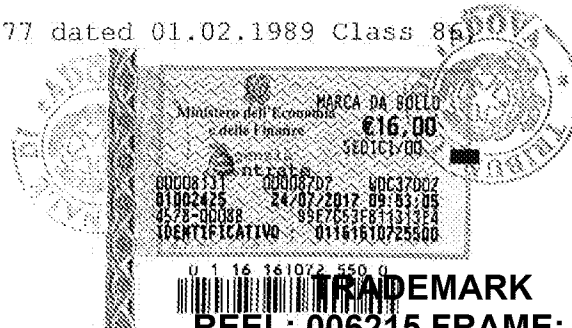 77 dated 01.02.1989 Class 86)
Ministero dell'Economia
e delle Finanze
MARCA DA BOLLO
€16,00
SEDICI/00
Entrate
00008131 00008707 W0C37002
01002425 24/07/2017 09:53:05
4578-00088 99E7C53F811313E4
IDENTIFICATIVO : 01161610725500
0 1 16 161072 550 0
TRADEMARK
REEL: 006215 FRAME: